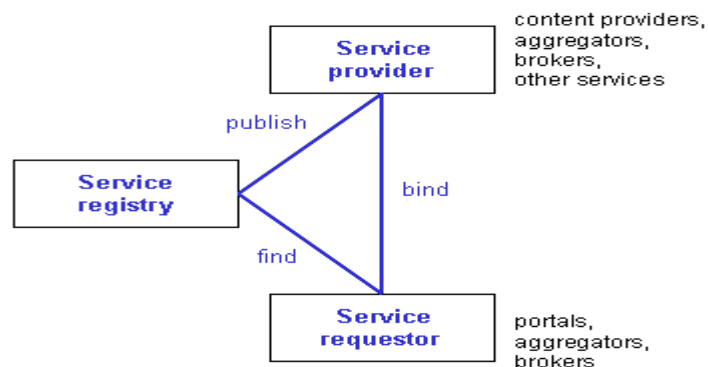 Service
provider
content providers,
aggregators,
brokers,
other services
publish
Service
registry
bind
find
Service
requestor
portals,
aggregators,
brokers